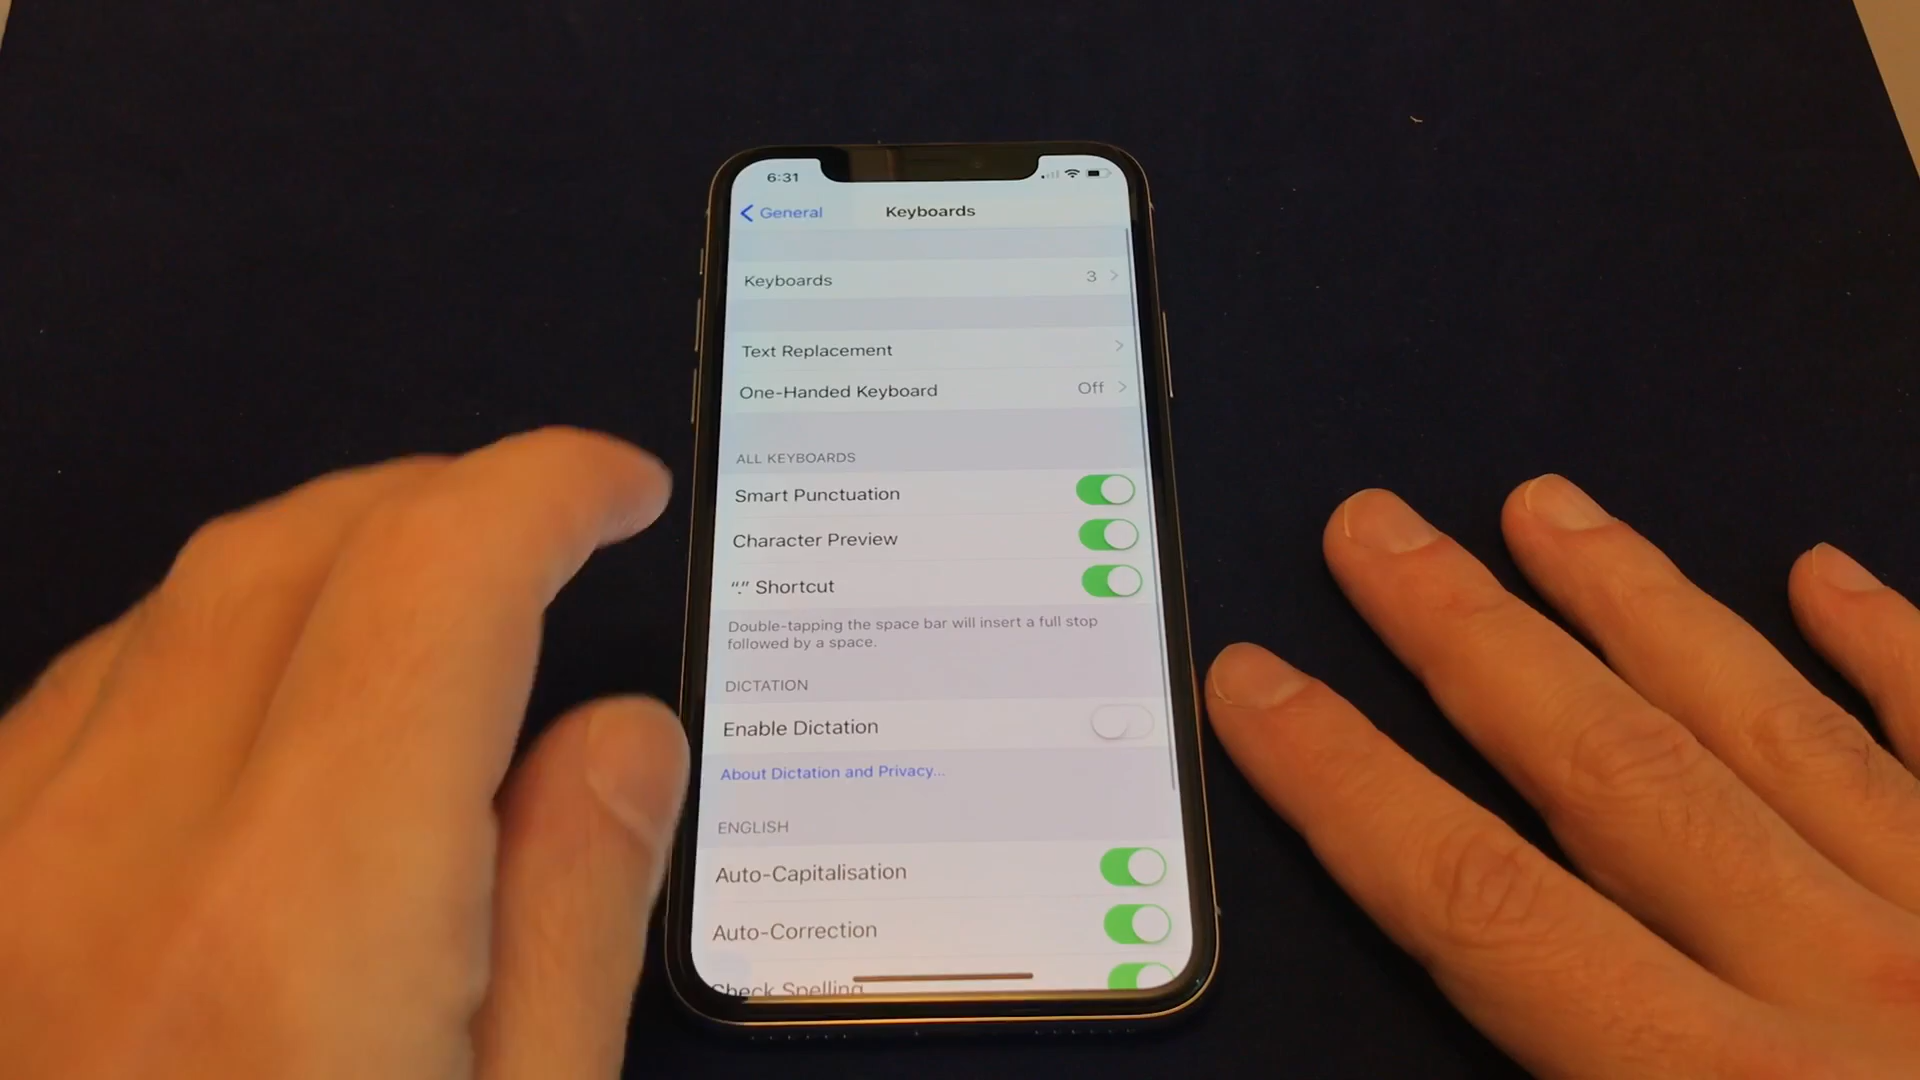 6:31
General
Keyboards
Keyboards 3
Text Replacement
One-Handed Keyboard Off
ALL KEYBOARDS
Smart Punctuation
Character Preview
“.” Shortcut
Double-tapping the space bar will insert a full stop
followed by a space.
DICTATION
Enable Dictation
About Dictation and Privacy...
ENGLISH
Auto-Capitalisation
Auto-Correction
Check Spelling